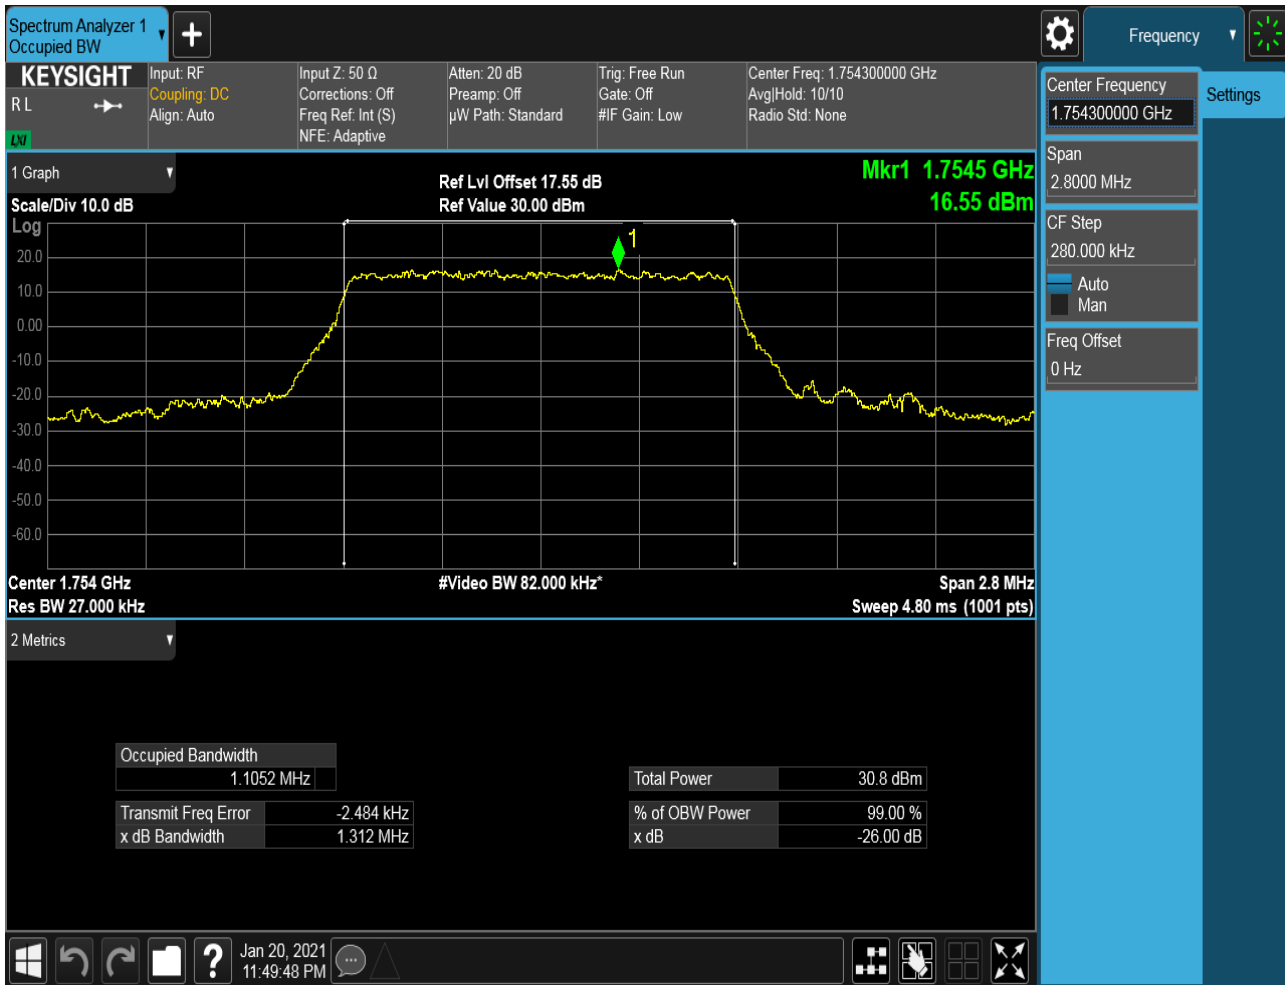 Spectrum Analyzer 1
Occupied BW
Frequency
KEYSIGHT
R L
LXI
Input: RF
Coupling: DC
Align: Auto
Input Z: 50 Ω
Corrections: Off
Freq Ref: Int (S)
NFE: Adaptive
Atten: 20 dB
Preamp: Off
µW Path: Standard
Trig: Free Run
Gate: Off
#IF Gain: Low
Center Freq: 1.754300000 GHz
Avg|Hold: 10/10
Radio Std: None
Center Frequency
1.754300000 GHz
Settings
Span
2.8000 MHz
CF Step
280.000 kHz
Auto
Man
Freq Offset
0 Hz
1 Graph
Scale/Div 10.0 dB
Log
Ref Lvl Offset 17.55 dB
Ref Value 30.00 dBm
Mkr1 1.7545 GHz
16.55 dBm
1
20.0
10.0
0.00
-10.0
-20.0
-30.0
-40.0
-50.0
-60.0
Center 1.754 GHz
#Video BW 82.000 kHz*
Span 2.8 MHz
Res BW 27.000 kHz
Sweep 4.80 ms (1001 pts)
2 Metrics
Occupied Bandwidth
1.1052 MHz
Total Power 30.8 dBm
Transmit Freq Error -2.484 kHz
% of OBW Power 99.00 %
x dB Bandwidth 1.312 MHz
x dB -26.00 dB
?
Jan 20, 2021
11:49:48 PM